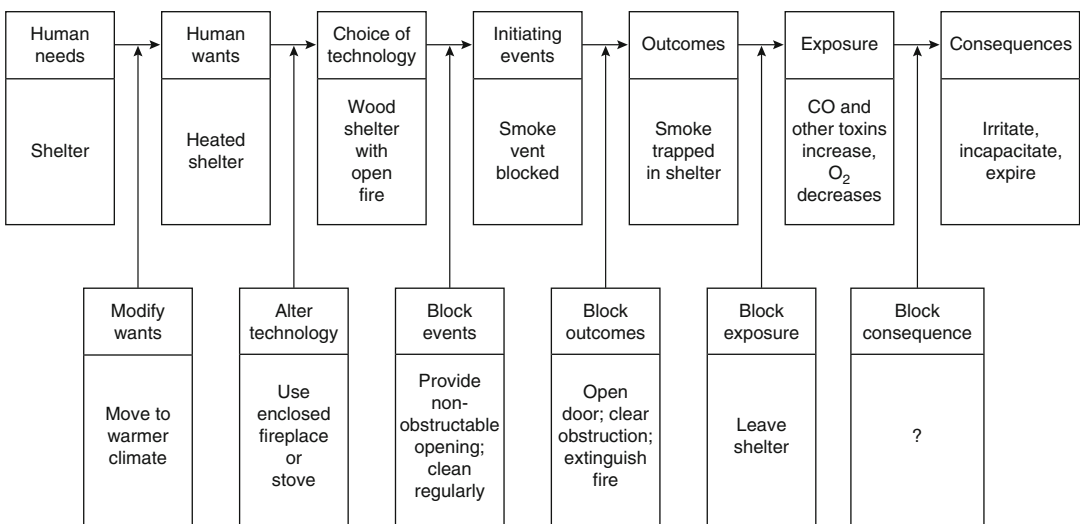 Human
needs
Shelter
Human
wants
Heated
shelter
Choice of
technology
Wood
shelter
with
open
fire
Initiating
events
Smoke
vent
blocked
Outcomes
Smoke
trapped
in shelter
Exposure
CO and
other toxins
increase,
O₂
decreases
Consequences
Irritate,
incapacitate,
expire
Modify
wants
Move to
warmer
climate
Alter
technology
Use
enclosed
fireplace
or
stove
Block
events
Provide
non-
obstructable
opening;
clean
regularly
Block
outcomes
Open
door; clear
obstruction;
extinguish
fire
Block
exposure
Leave
shelter
Block
consequence
?